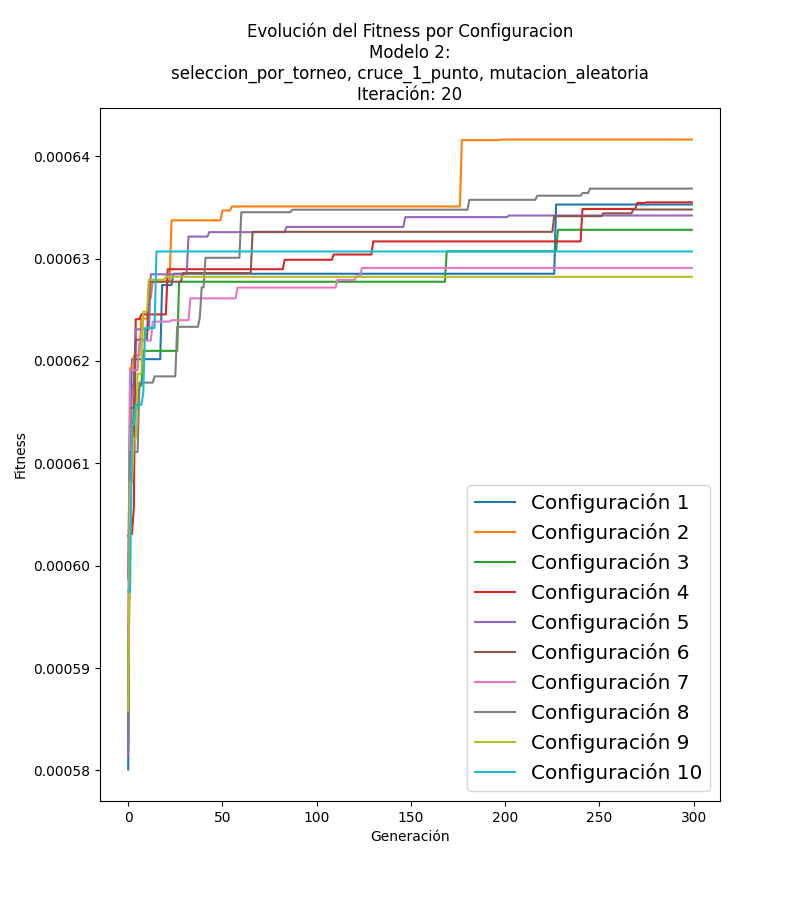 Evolución del Fitness por Configuracion
Modelo 2:
seleccion_por_torneo, cruce_1_punto, mutacion_aleatoria
Iteración: 20
0.00064
0.00063
0.00062
0.00061
0.00060
0.00059
0.00058
Fitness
0
50
100
150
200
250
300
Generación
Configuración 1
Configuración 2
Configuración 3
Configuración 4
Configuración 5
Configuración 6
Configuración 7
Configuración 8
Configuración 9
Configuración 10